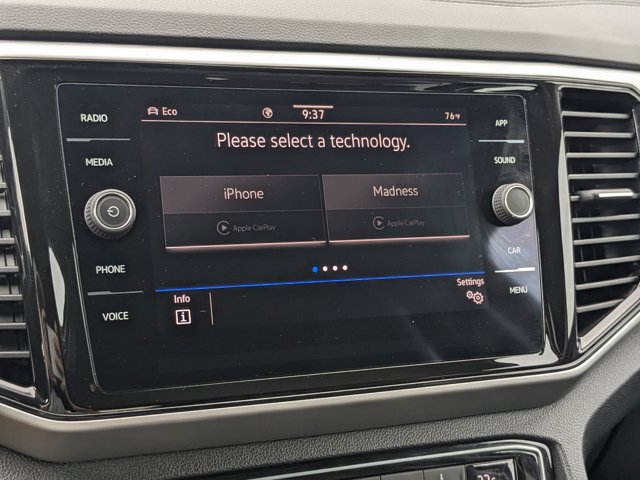 RADIO
MEDIA
PHONE
VOICE
Eco
9:37
76°F
Please select a technology.
iPhone
Apple CarPlay
Madness
Apple CarPlay
Info
Settings
APP
SOUND
CAR
MENU